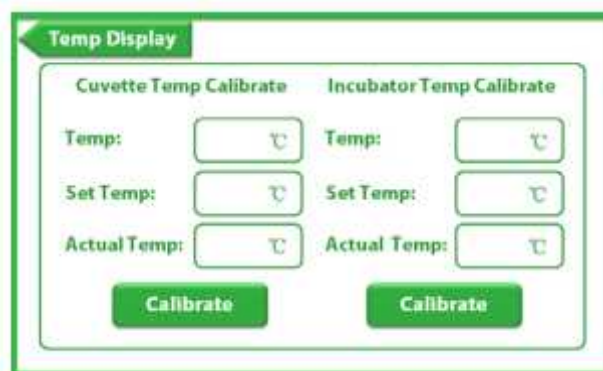 Temp Display
Cuvette Temp Calibrate Incubator Temp Calibrate
Temp: ℃ Temp: ℃
Set Temp: ℃ Set Temp: ℃
Actual Temp: ℃ Actual Temp: ℃
Calibrate Calibrate